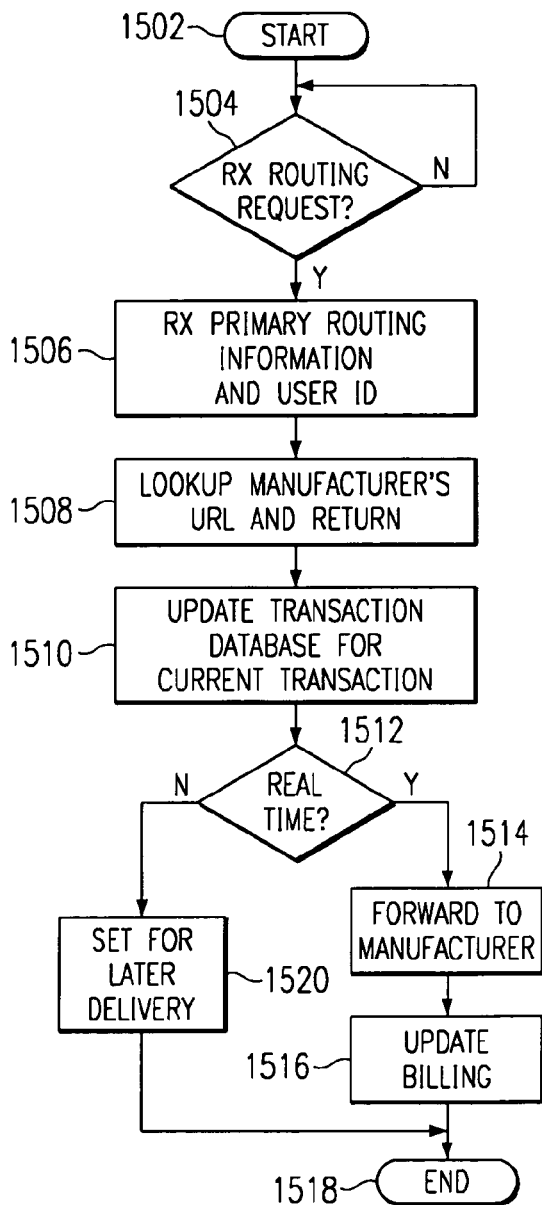 1502
START
1504
RX ROUTING
REQUEST?
N
Y
1506
RX PRIMARY ROUTING
INFORMATION
AND USER ID
1508
LOOKUP MANUFACTURER'S
URL AND RETURN
1510
UPDATE TRANSACTION
DATABASE FOR
CURRENT TRANSACTION
1512
N
REAL
TIME?
Y
1514
FORWARD TO
MANUFACTURER
SET FOR
LATER
DELIVERY
1520
1516
UPDATE
BILLING
1518
END